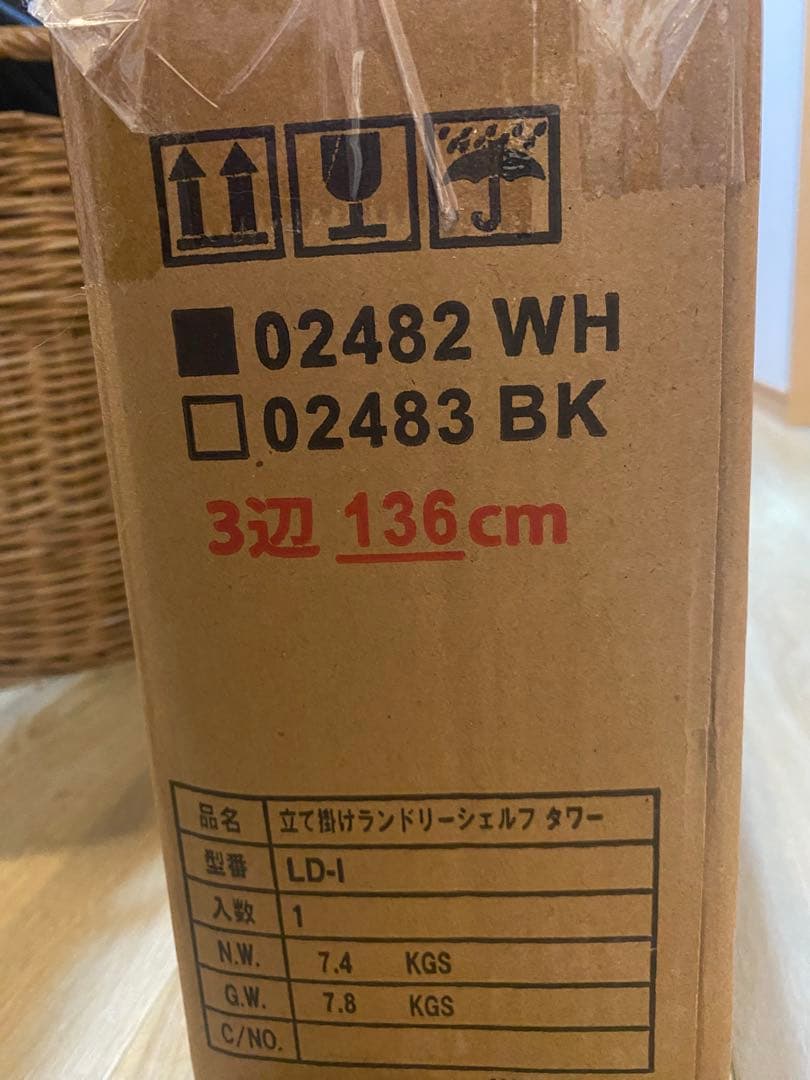 ■02482 WH
□02483 BK
3辺 136cm
品名 立て掛けランドリーシェルフ タワー
型番 LD-I
入数 1
N.W. 7.4 KGS
G.W. 7.8 KGS
C/NO.